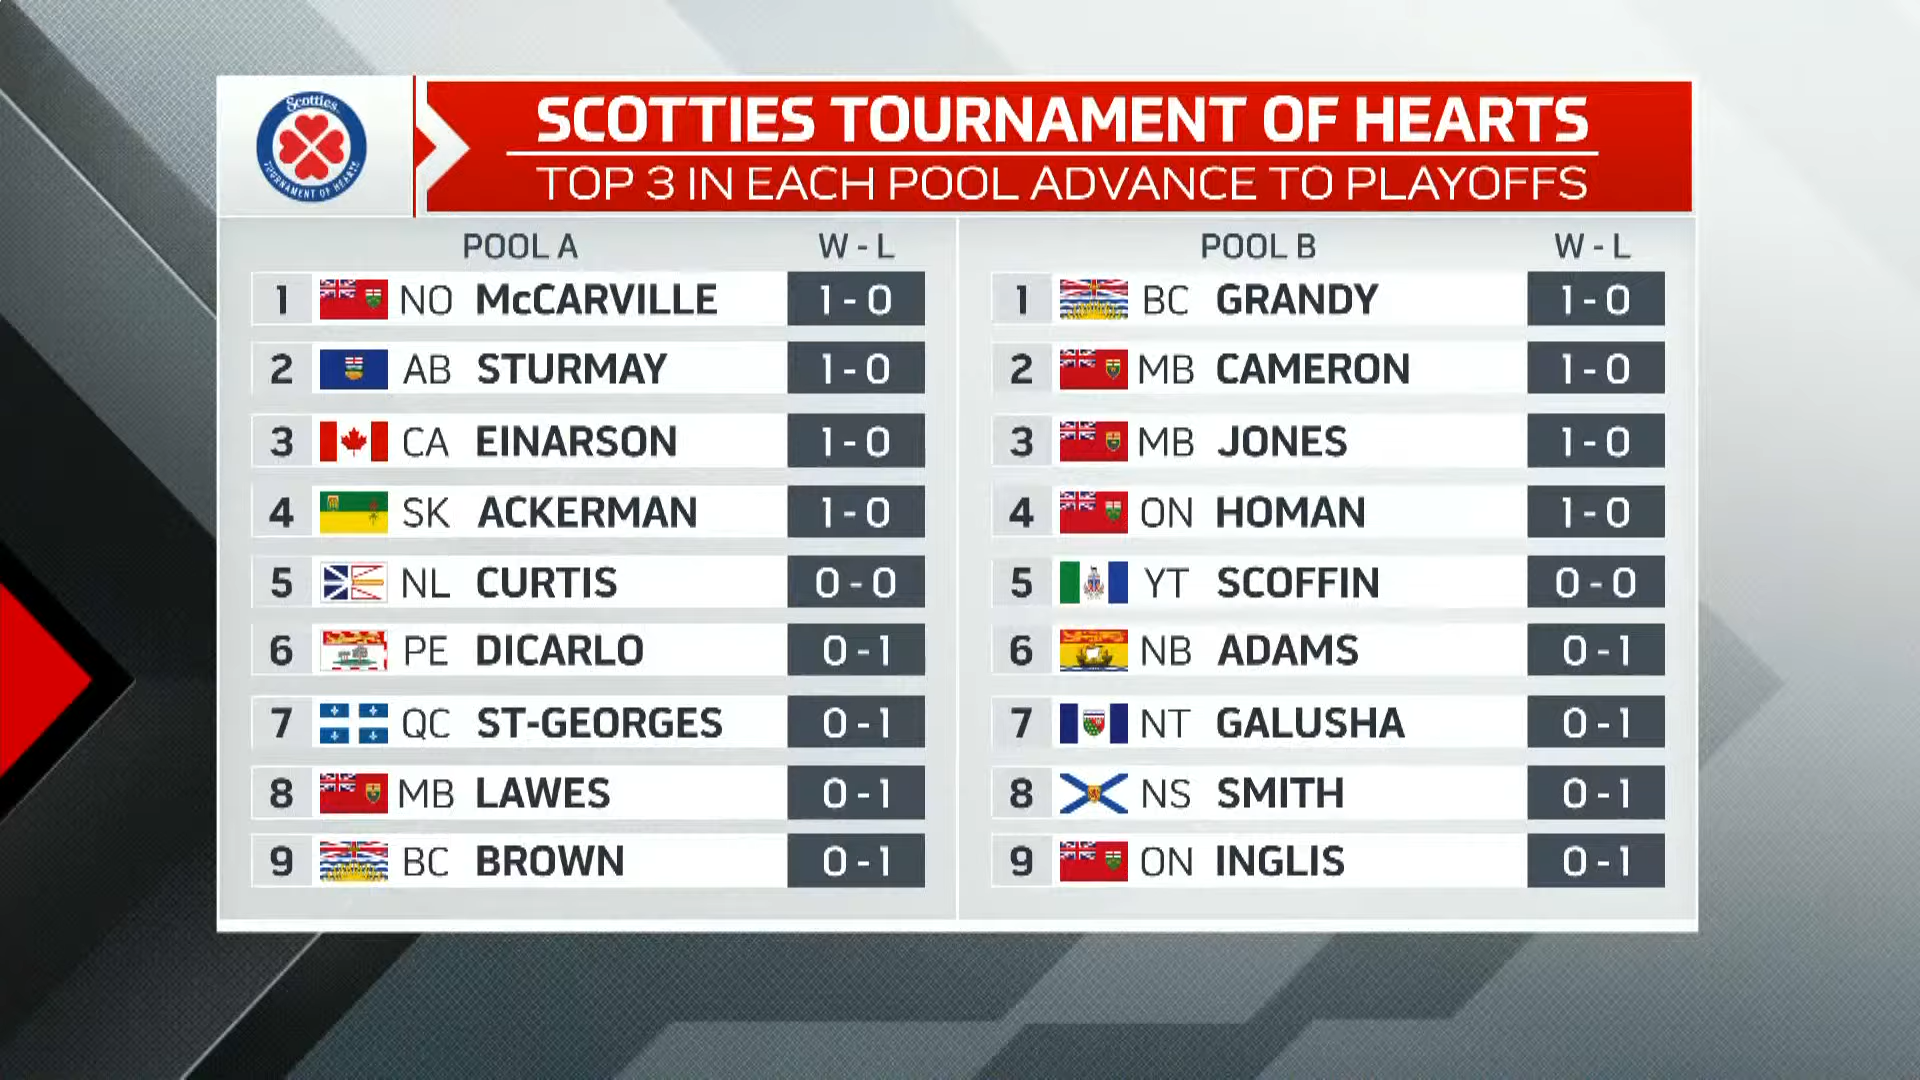 Scotties
TOURNAMENT OF HEARTS
SCOTTIES TOURNAMENT OF HEARTS
TOP 3 IN EACH POOL ADVANCE TO PLAYOFFS
POOL A W - L
1 NO McCARVILLE 1 - 0
2 AB STURMAY 1 - 0
3 CA EINARSON 1 - 0
4 SK ACKERMAN 1 - 0
5 NL CURTIS 0 - 0
6 PE DICARLO 0 - 1
7 QC ST-GEORGES 0 - 1
8 MB LAWES 0 - 1
9 BC BROWN 0 - 1
POOL B W - L
1 BC GRANDY 1 - 0
2 MB CAMERON 1 - 0
3 MB JONES 1 - 0
4 ON HOMAN 1 - 0
5 YT SCOFFIN 0 - 0
6 NB ADAMS 0 - 1
7 NT GALUSHA 0 - 1
8 NS SMITH 0 - 1
9 ON INGLIS 0 - 1